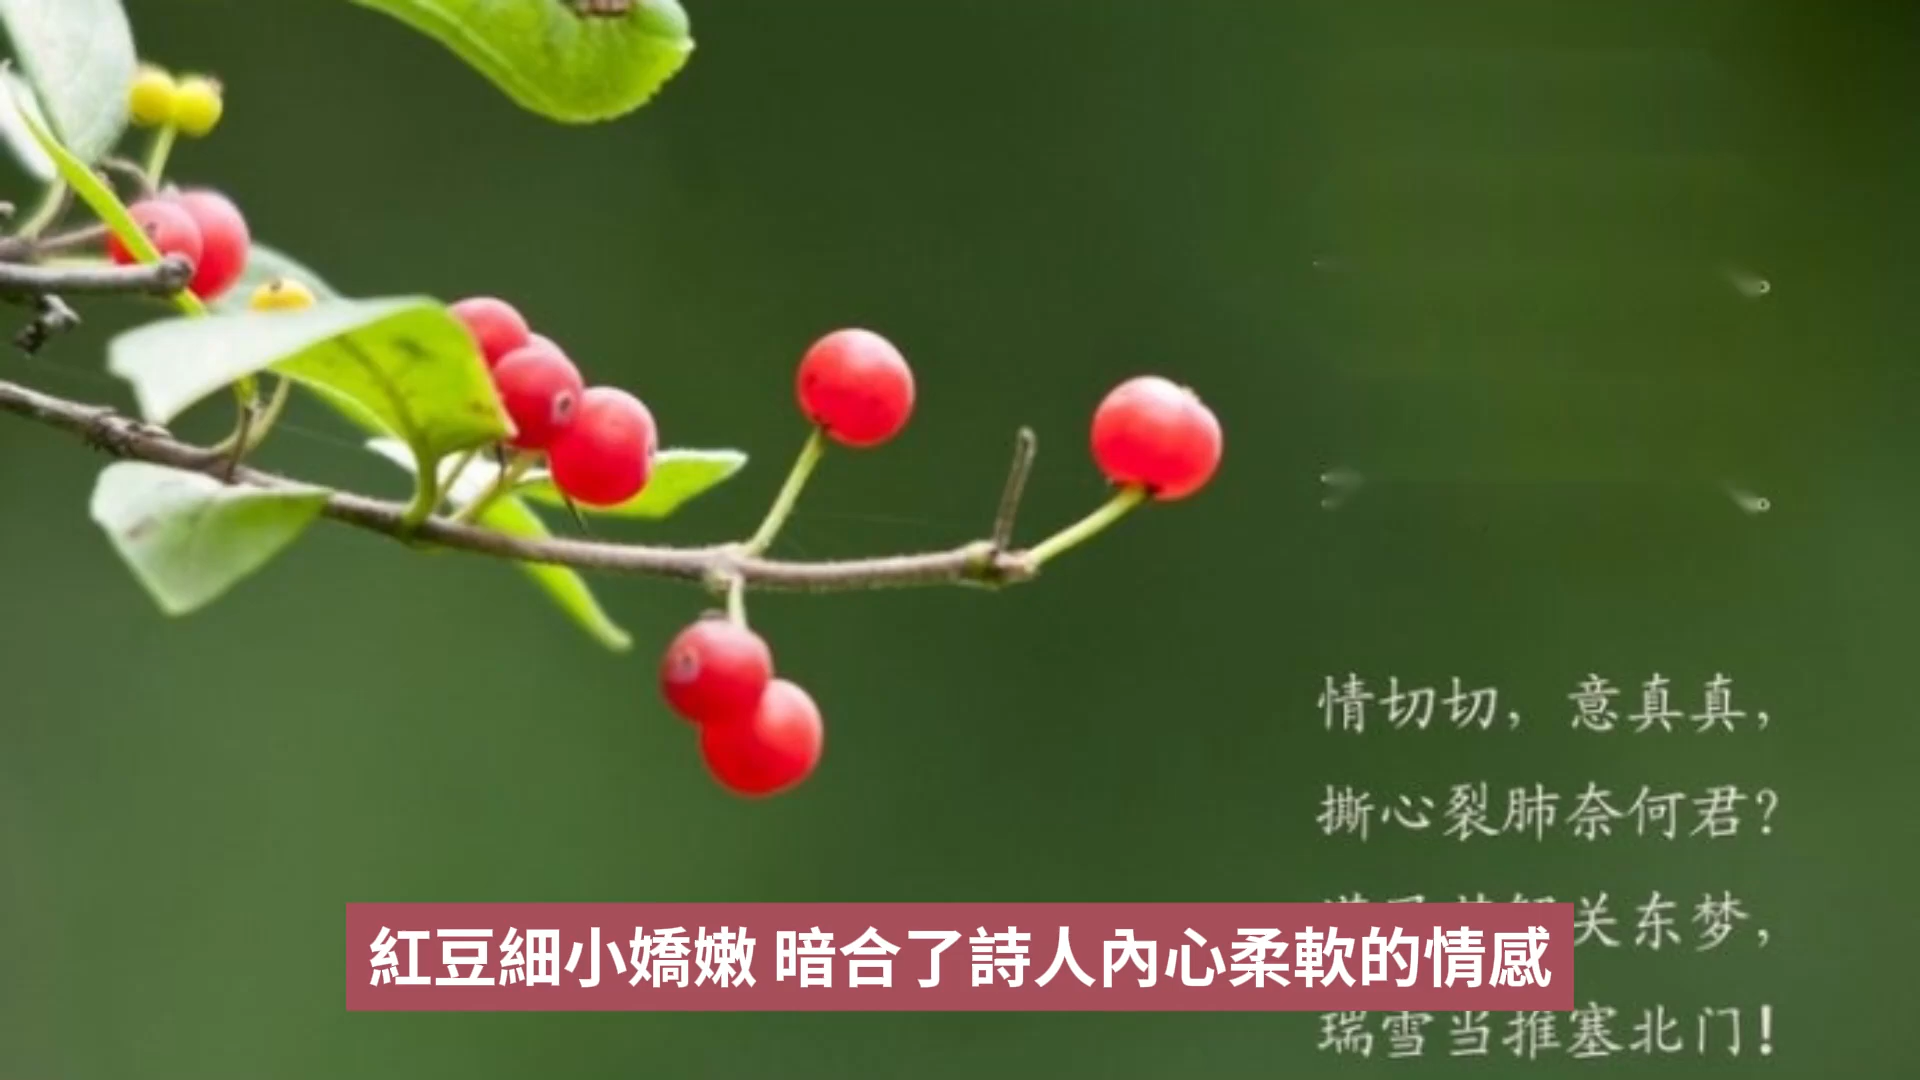 情切切，意真真，
撕心裂肺奈何君？
关东梦，
紅豆細小嬌嫩 暗合了詩人內心柔軟的情感
瑞雪当推塞北门！